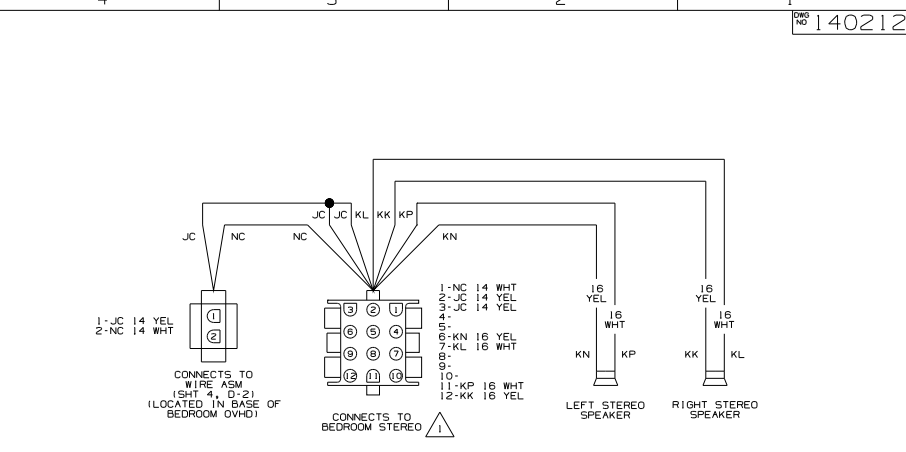 4 3 2 1
DWG NO 140212
JC JC KL KK KP
JC NC NC KN
1-NC 14 WHT
2-JC 14 YEL
3-JC 14 YEL
4-
5-
6-KN 16 YEL
7-KL 16 WHT
8-
9-
10-
11-KP 16 WHT
12-KK 16 YEL
1-JC 14 YEL
2-NC 14 WHT
1
2
3 2 1
6 5 4
9 8 7
12 11 10
16 YEL
16 WHT
16 YEL
16 WHT
KN KP KK KL
CONNECTS TO
WIRE ASM
(SHT 4, D-2)
(LOCATED IN BASE OF
BEDROOM OVHD)
CONNECTS TO
BEDROOM STEREO 1
LEFT STEREO
SPEAKER
RIGHT STEREO
SPEAKER